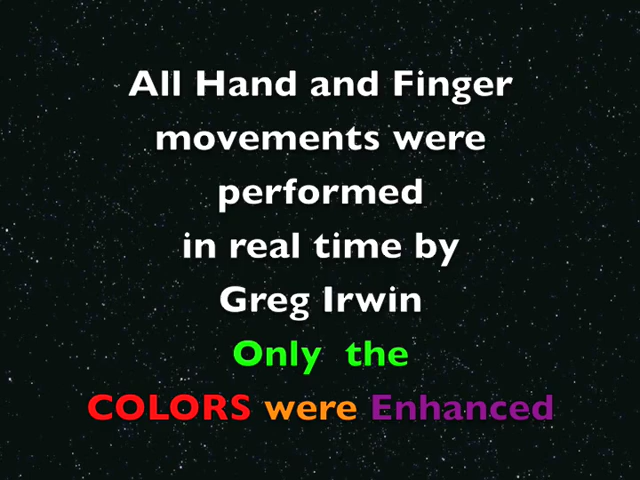 All Hand and Finger
movements were
performed
in real time by
Greg Irwin
Only the
COLORS were Enhanced